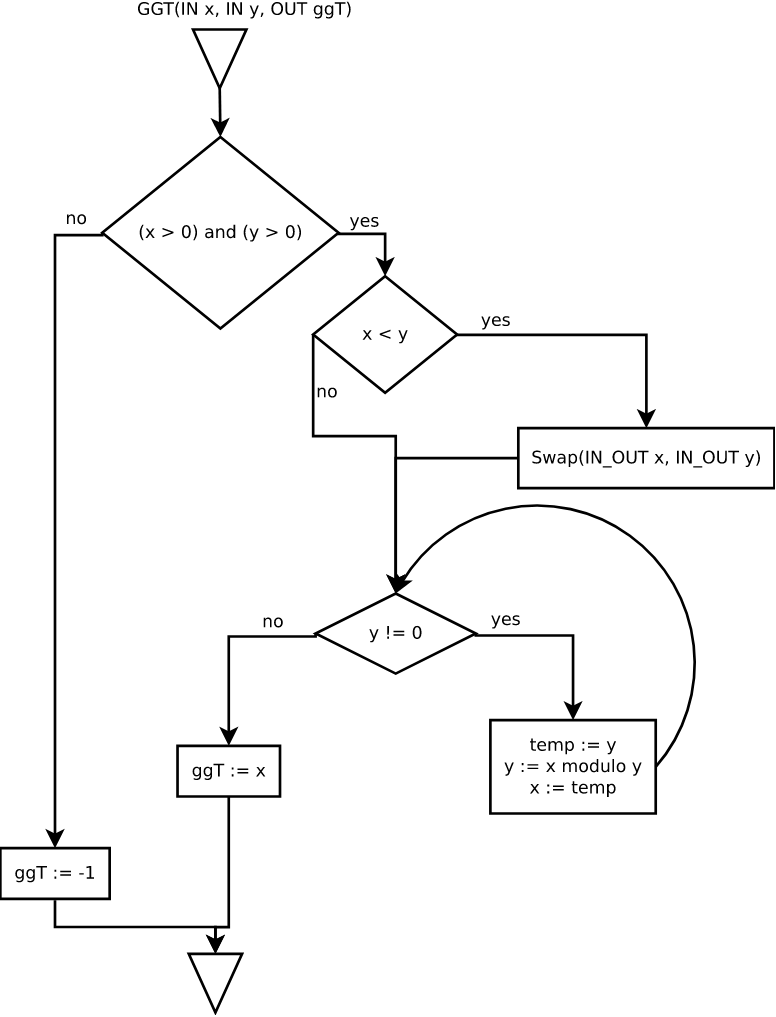 GGT(IN x, IN y, OUT ggT)
(x > 0) and (y > 0)
no
yes
x < y
yes
no
Swap(IN_OUT x, IN_OUT y)
y != 0
no
yes
temp := y
y := x modulo y
x := temp
ggT := x
ggT := -1